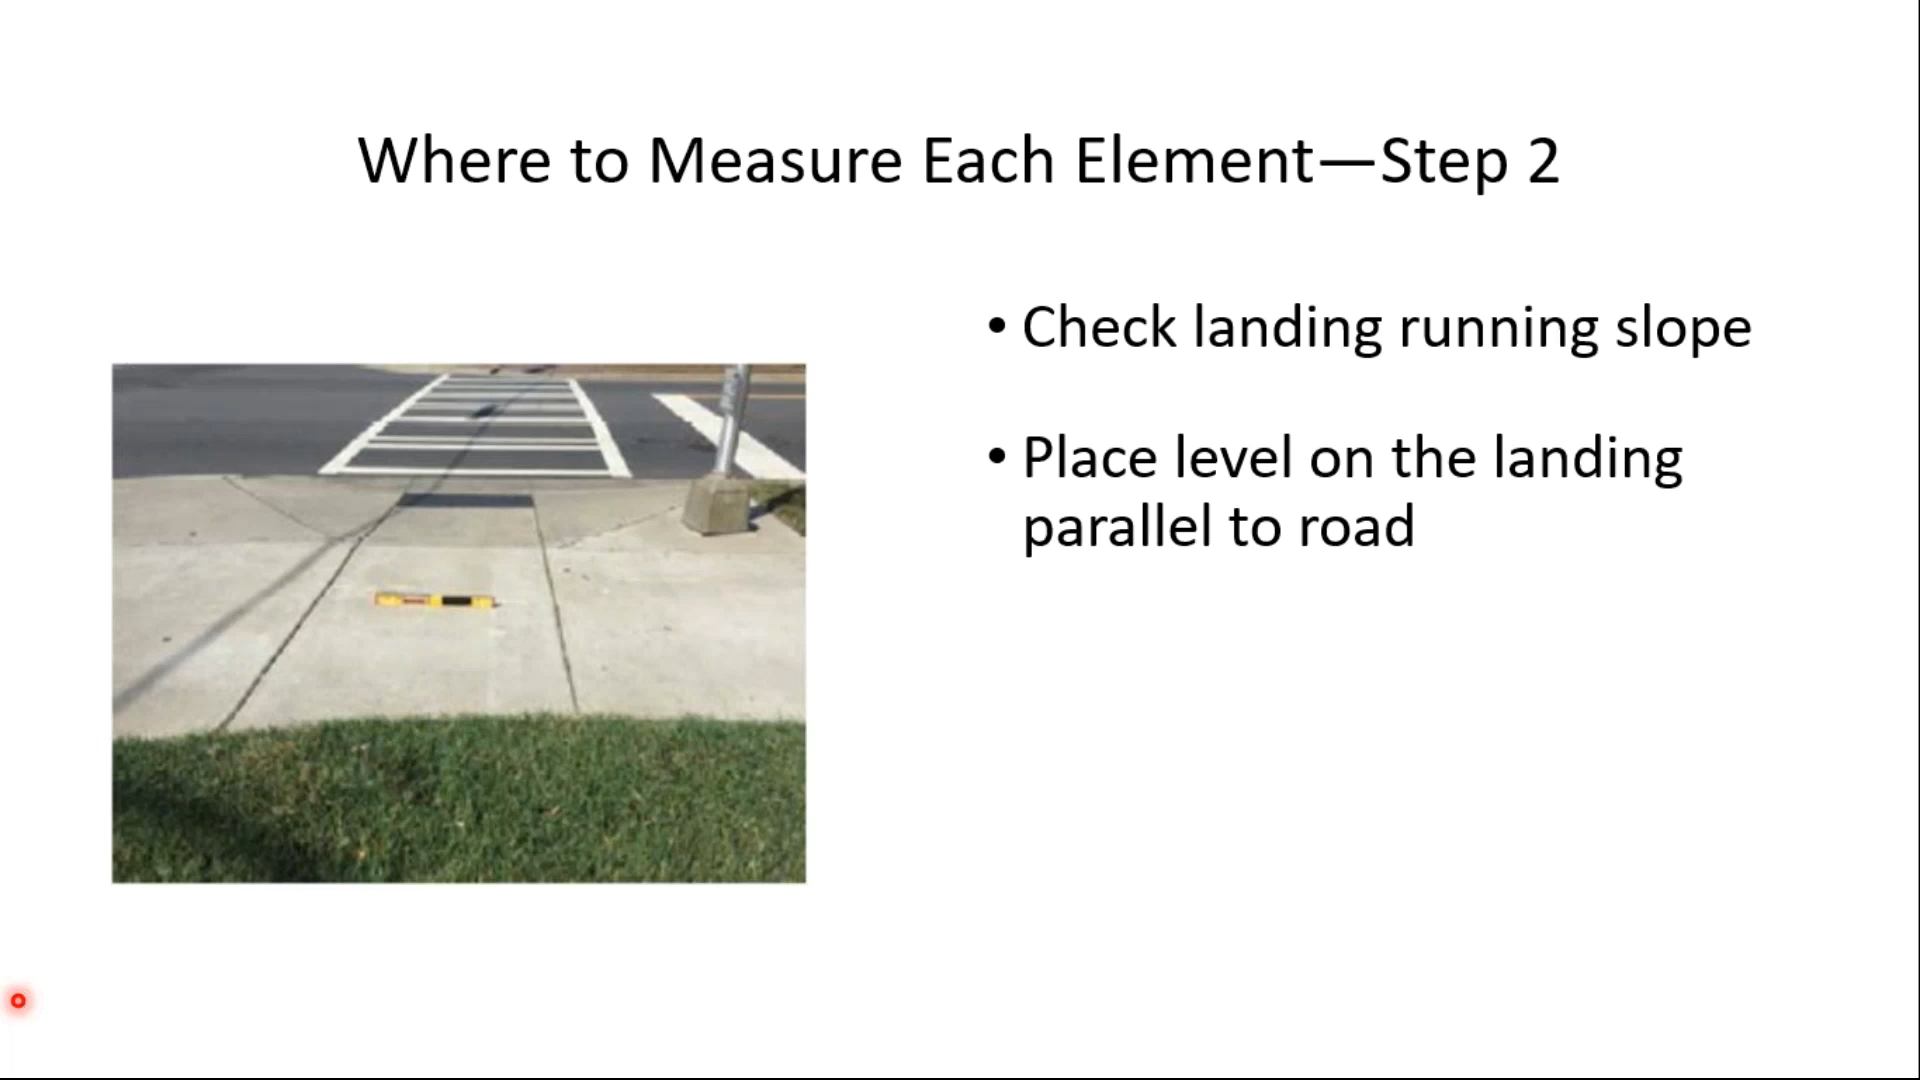 Where to Measure Each Element—Step 2
• Check landing running slope
• Place level on the landing
parallel to road